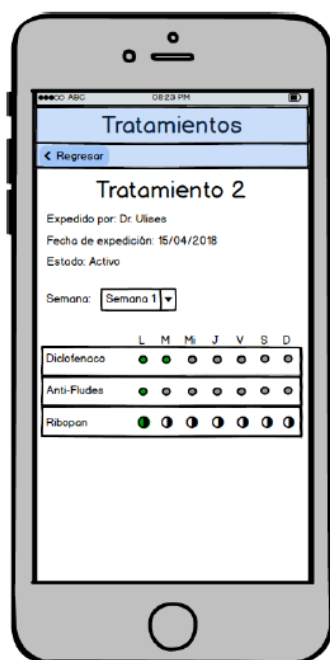 ABC 08:23 PM
Tratamientos
< Regresar
Tratamiento 2
Expedido por: Dr. Ulises
Fecha de expedición: 15/04/2018
Estado: Activo
Semana: Semana 1
L M Mi J V S D
Diclofenaco
Anti-Fludes
Ribopan